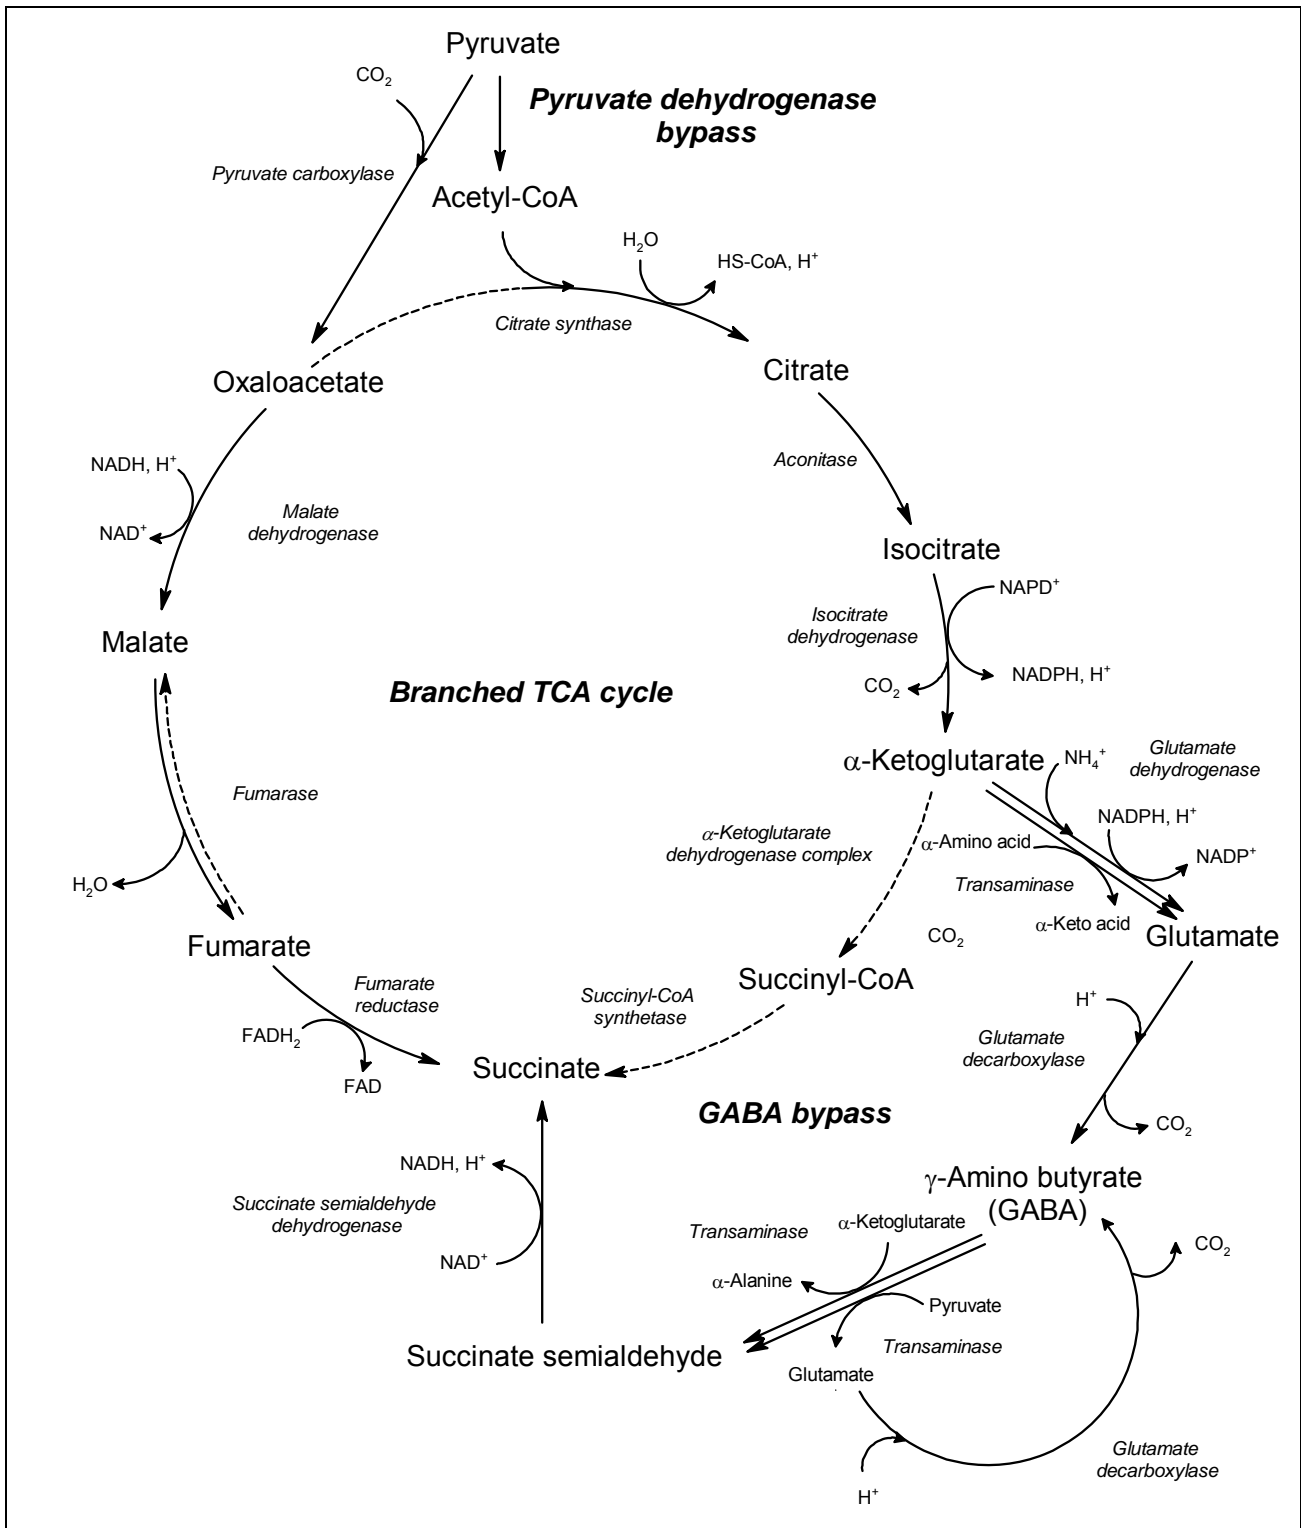 Pyruvate
CO₂
Pyruvate dehydrogenase
bypass
Pyruvate carboxylase
Acetyl-CoA
H₂O
HS-CoA, H⁺
Citrate synthase
Oxaloacetate
Citrate
NADH, H⁺
Aconitase
Malate
dehydrogenase
NAD⁺
Isocitrate
NAPD⁺
Isocitrate
dehydrogenase
Malate
NADPH, H⁺
CO₂
Branched TCA cycle
α-Ketoglutarate
NH₄⁺
Glutamate
dehydrogenase
Fumarase
NADPH, H⁺
α-Ketoglutarate
dehydrogenase complex
α-Amino acid
NADP⁺
H₂O
Transaminase
α-Keto acid
Fumarate
CO₂
Glutamate
Succinyl-CoA
Fumarate
reductase
Succinyl-CoA
synthetase
H⁺
FADH₂
Glutamate
decarboxylase
Succinate
FAD
GABA bypass
CO₂
NADH, H⁺
γ-Amino butyrate
(GABA)
Succinate semialdehyde
dehydrogenase
Transaminase
α-Ketoglutarate
CO₂
NAD⁺
α-Alanine
Pyruvate
Transaminase
Succinate semialdehyde
Glutamate
Glutamate
decarboxylase
H⁺